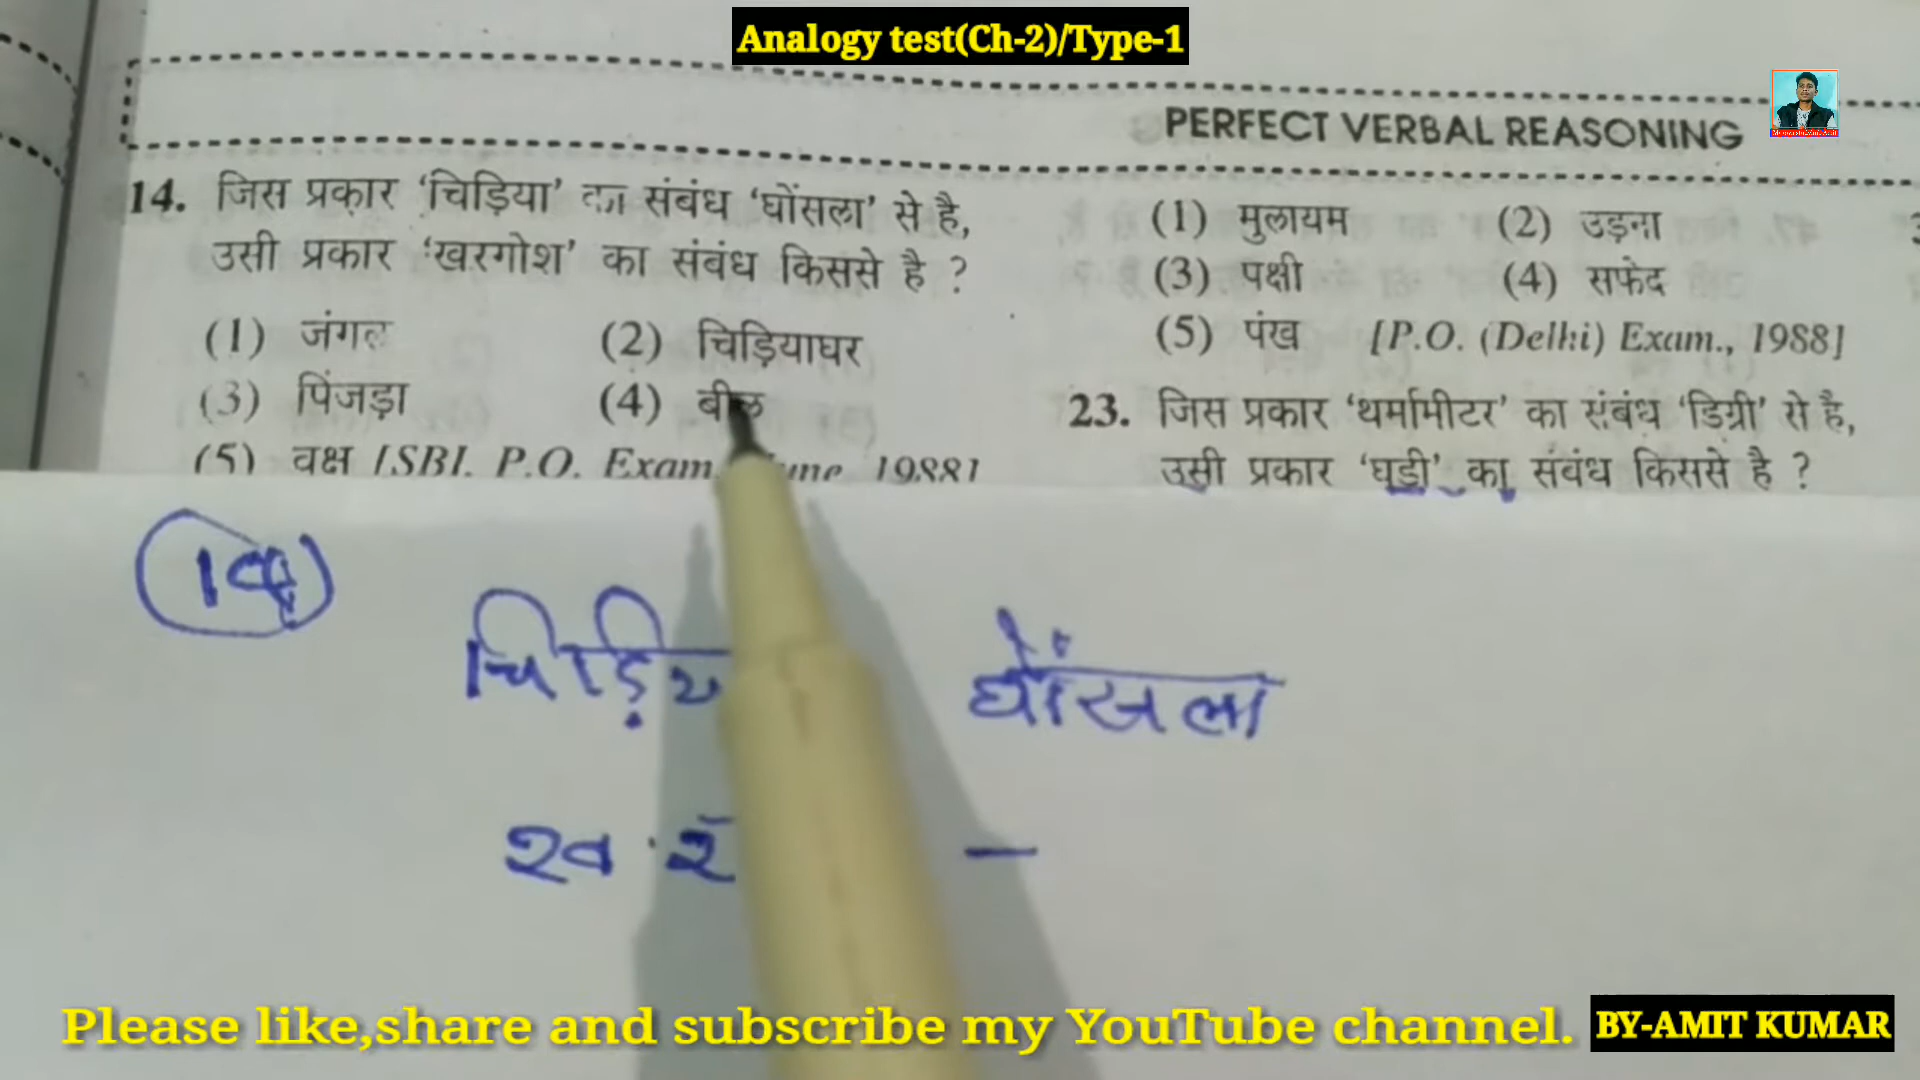 Analogy test(Ch-2)/Type-1
PERFECT VERBAL REASONING
14. जिस प्रकार ‘चिड़िया’ का संबंध ‘घोंसला’ से है,
उसी प्रकार ‘खरगोश’ का संबंध किससे है ?
(1) जंगल (2) चिड़ियाघर
(3) पिंजड़ा (4) बील
(5) वृक्ष [SBI. P.O. Exam June 1988]
(1) मुलायम (2) उड़ना
(3) पक्षी (4) सफेद
(5) पंख [P.O. (Delhi) Exam., 1988]
23. जिस प्रकार ‘थर्मामीटर’ का संबंध ‘डिग्री’ से है,
उसी प्रकार ‘घड़ी’ का संबंध किससे है ?
घोंसला
Please like,share and subscribe my YouTube channel.
BY-AMIT KUMAR